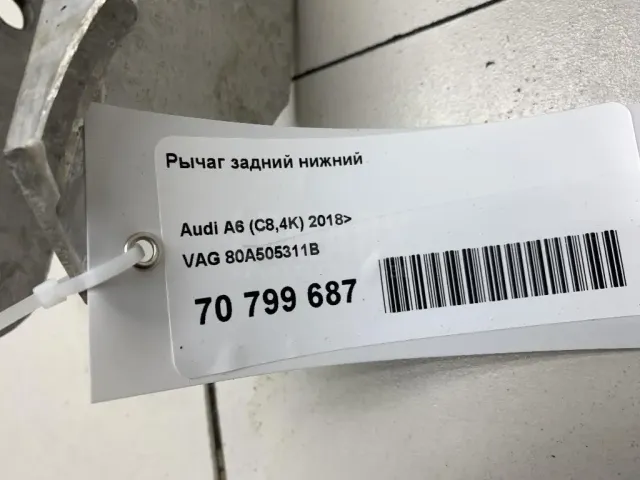 Рычаг задний нижний
Audi A6 (C8,4K) 2018>
VAG 80A505311B
70 799 687